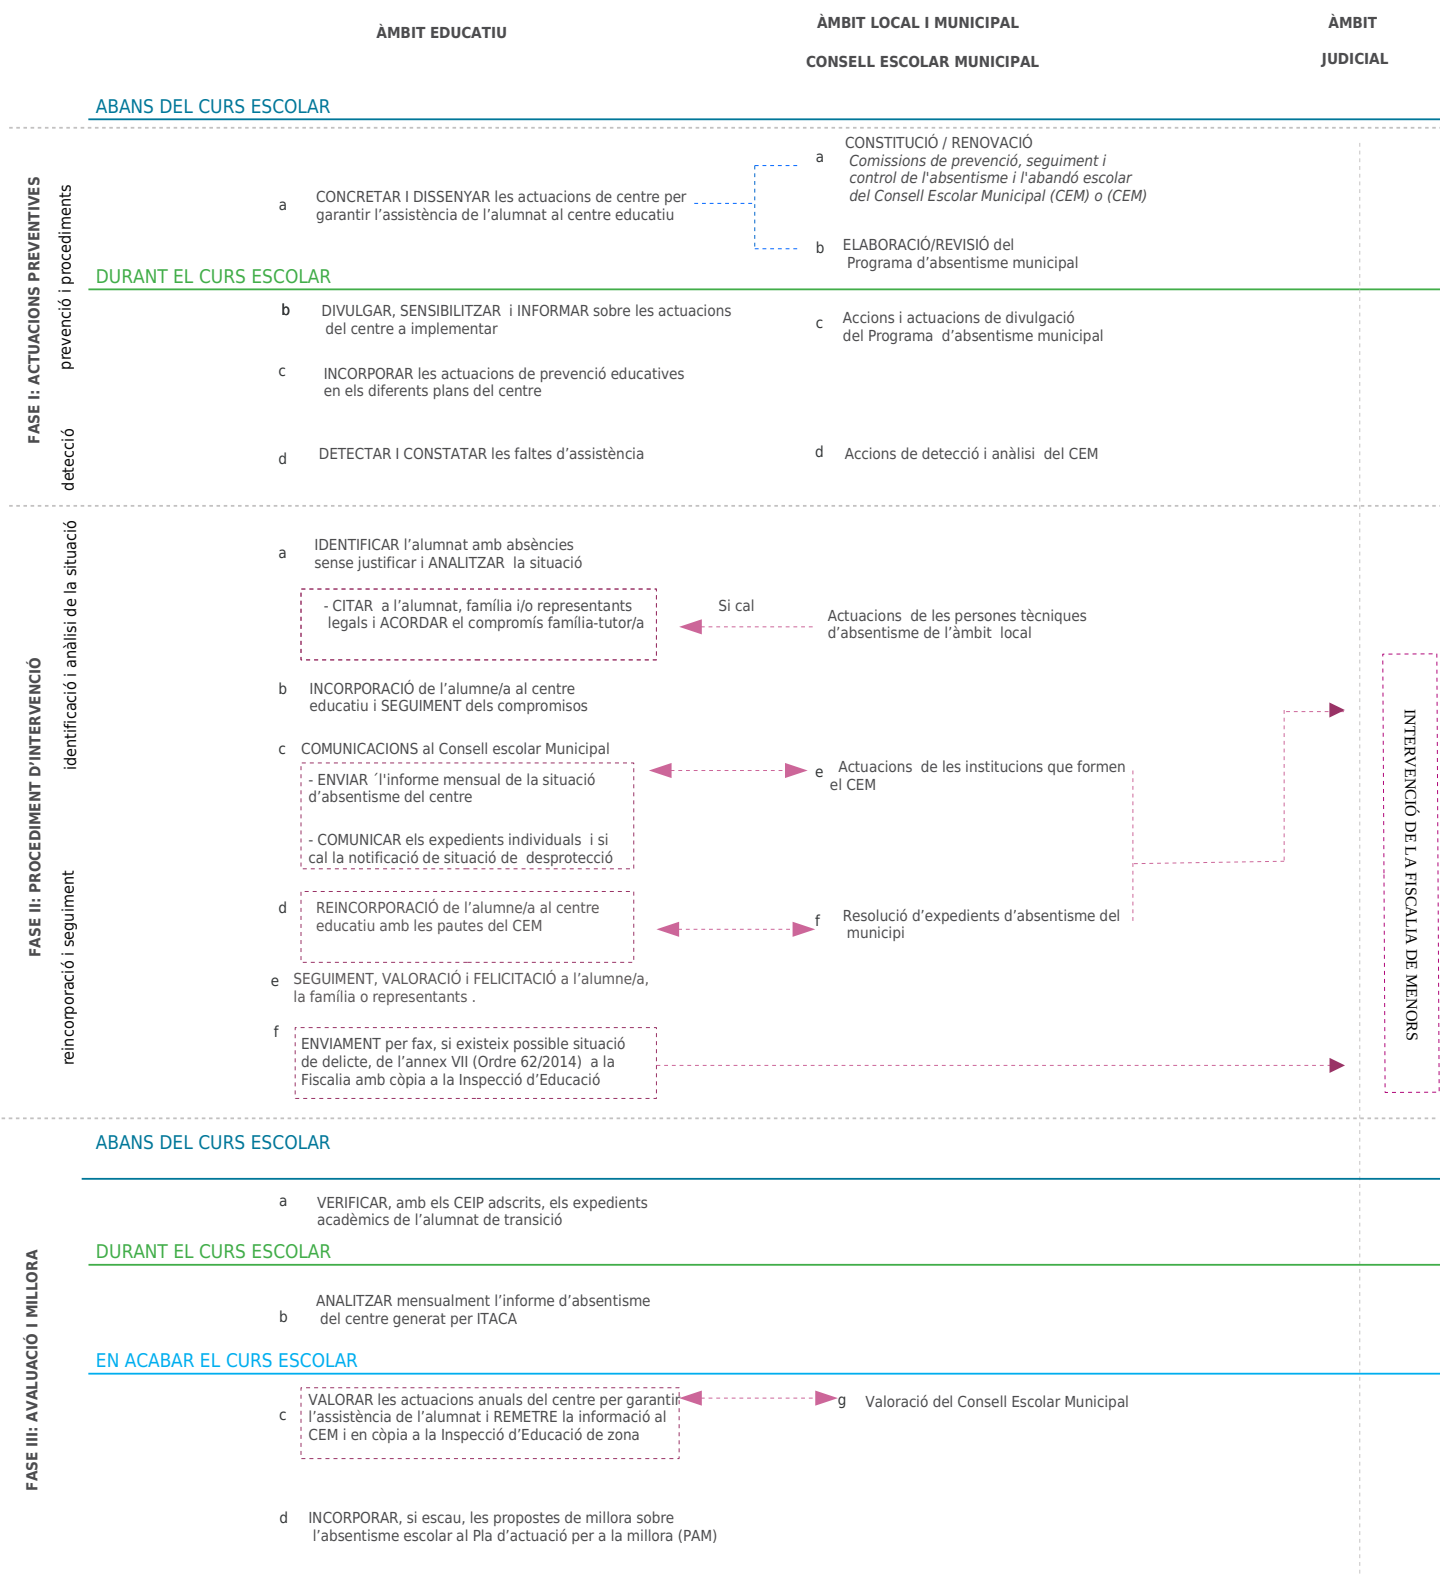 ÀMBIT EDUCATIU
ÀMBIT LOCAL I MUNICIPAL
CONSELL ESCOLAR MUNICIPAL
ÀMBIT
JUDICIAL
ABANS DEL CURS ESCOLAR
FASE I: ACTUACIONS PREVENTIVES
prevenció i procediments
a
CONCRETAR I DISSENYAR les actuacions de centre per
garantir l’assistència de l’alumnat al centre educatiu
a
CONSTITUCIÓ / RENOVACIÓ
Comissions de prevenció, seguiment i
control de l'absentisme i l'abandó escolar
del Consell Escolar Municipal (CEM) o (CEM)
b
ELABORACIÓ/REVISIÓ del
Programa d’absentisme municipal
DURANT EL CURS ESCOLAR
b
DIVULGAR, SENSIBILITZAR i INFORMAR sobre les actuacions
del centre a implementar
c
Accions i actuacions de divulgació
del Programa d’absentisme municipal
c
INCORPORAR les actuacions de prevenció educatives
en els diferents plans del centre
detecció
d
DETECTAR I CONSTATAR les faltes d’assistència
d
Accions de detecció i anàlisi del CEM
FASE II: PROCEDIMENT D’INTERVENCIÓ
identificació i anàlisi de la situació
a
IDENTIFICAR l’alumnat amb absències
sense justificar i ANALITZAR la situació
- CITAR a l’alumnat, família i/o representants
legals i ACORDAR el compromís família-tutor/a
Si cal
Actuacions de les persones tècniques
d’absentisme de l’àmbit local
b
INCORPORACIÓ de l’alumne/a al centre
educatiu i SEGUIMENT dels compromisos
c
COMUNICACIONS al Consell escolar Municipal
- ENVIAR ´l'informe mensual de la situació
d’absentisme del centre
- COMUNICAR els expedients individuals i si
cal la notificació de situació de desprotecció
e
Actuacions de les institucions que formen
el CEM
INTERVENCIÓ DE LA FISCALIA DE MENORS
reincorporació i seguiment
d
REINCORPORACIÓ de l’alumne/a al centre
educatiu amb les pautes del CEM
f
Resolució d’expedients d’absentisme del
municipi
e
SEGUIMENT, VALORACIÓ i FELICITACIÓ a l’alumne/a,
la família o representants .
f
ENVIAMENT per fax, si existeix possible situació
de delicte, de l’annex VII (Ordre 62/2014) a la
Fiscalia amb còpia a la Inspecció d’Educació
ABANS DEL CURS ESCOLAR
FASE III: AVALUACIÓ I MILLORA
a
VERIFICAR, amb els CEIP adscrits, els expedients
acadèmics de l’alumnat de transició
DURANT EL CURS ESCOLAR
b
ANALITZAR mensualment l’informe d’absentisme
del centre generat per ITACA
EN ACABAR EL CURS ESCOLAR
c
VALORAR les actuacions anuals del centre per garantir
l’assistència de l’alumnat i REMETRE la informació al
CEM i en còpia a la Inspecció d’Educació de zona
g
Valoració del Consell Escolar Municipal
d
INCORPORAR, si escau, les propostes de millora sobre
l’absentisme escolar al Pla d’actuació per a la millora (PAM)